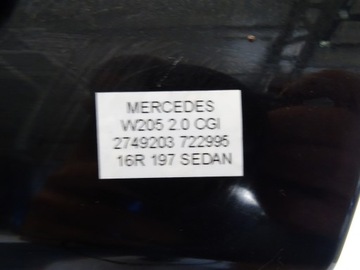 MERCEDES
W205 2.0 CGI
2749203 722995
16R 197 SEDAN